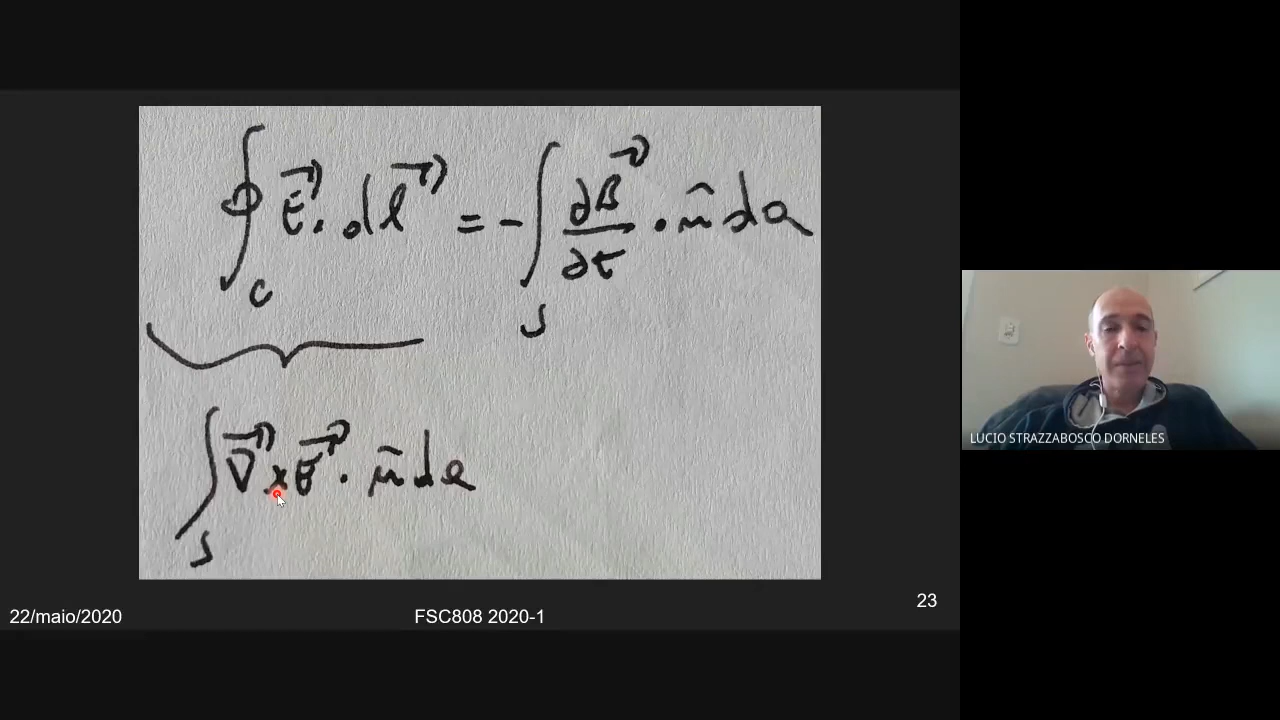 ∮_C E⃗ · dl⃗ = - ∫_S ∂B⃗/∂t · n̂ da
∫_S ∇⃗ × E⃗ · n̂ da
LUCIO STRAZZABOSCO DORNELES
22/maio/2020
FSC808 2020-1
23